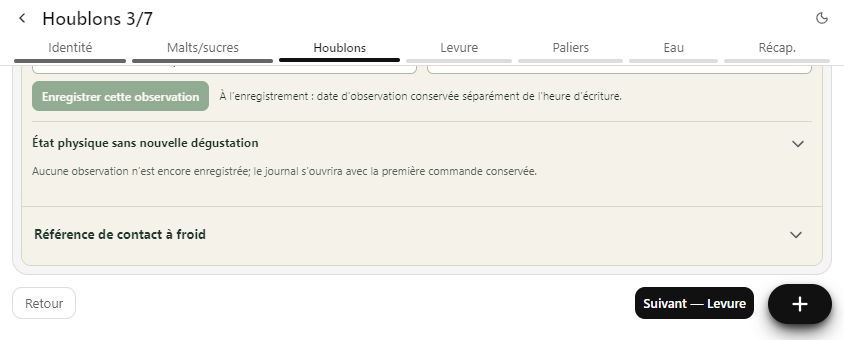 Houblons 3/7
Identité
Malts/sucres
Houblons
Levure
Paliers
Eau
Récap.
Enregistrer cette observation
À l'enregistrement : date d'observation conservée séparément de l'heure d'écriture.
État physique sans nouvelle dégustation
Aucune observation n'est encore enregistrée; le journal s'ouvrira avec la première commande conservée.
Référence de contact à froid
Retour
Suivant — Levure